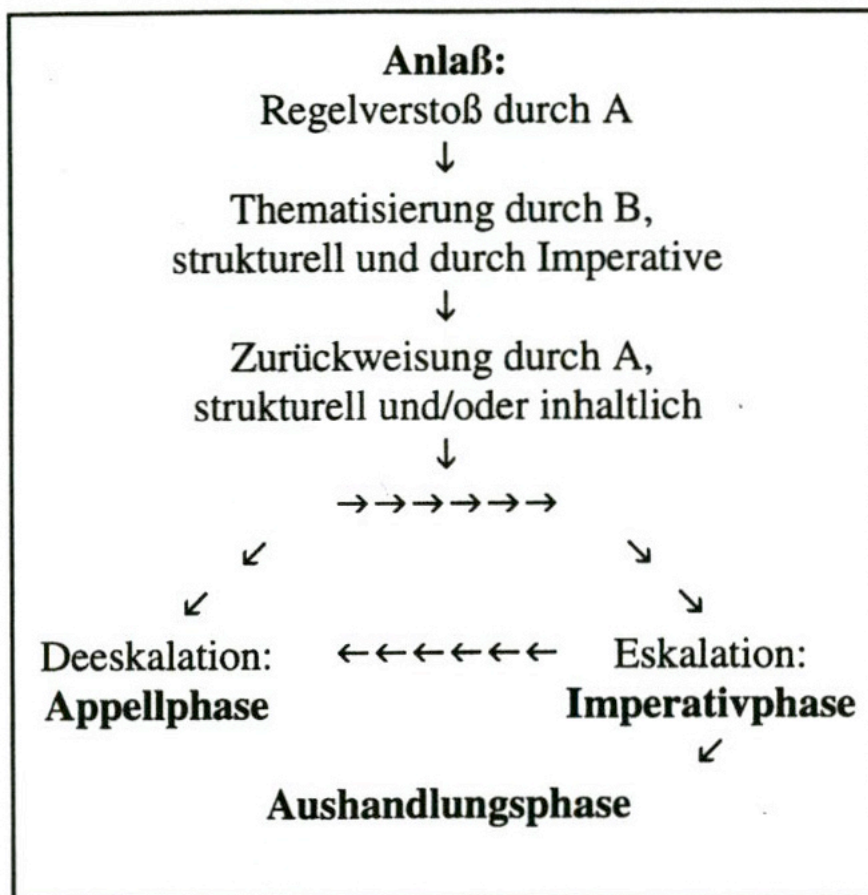 Anlaß:
Regelverstoß durch A
↓
Thematisierung durch B,
strukturell und durch Imperative
↓
Zurückweisung durch A,
strukturell und/oder inhaltlich
↓
→→→→→→
↙ ↘
↙ ↘
Deeskalation: ←←←←←← Eskalation:
Appellphase Imperativphase
↙
Aushandlungsphase